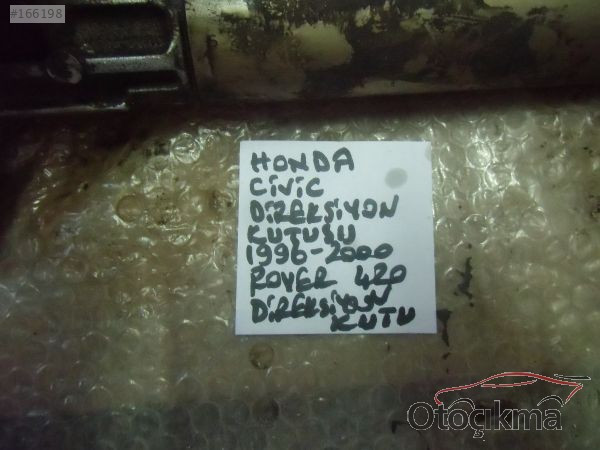 #166198
HONDA
CİVİC
DİREKSİYON
KUTUSU
1996-2000
ROVER 420
DİREKSİYON
KUTU
Otoçıkma